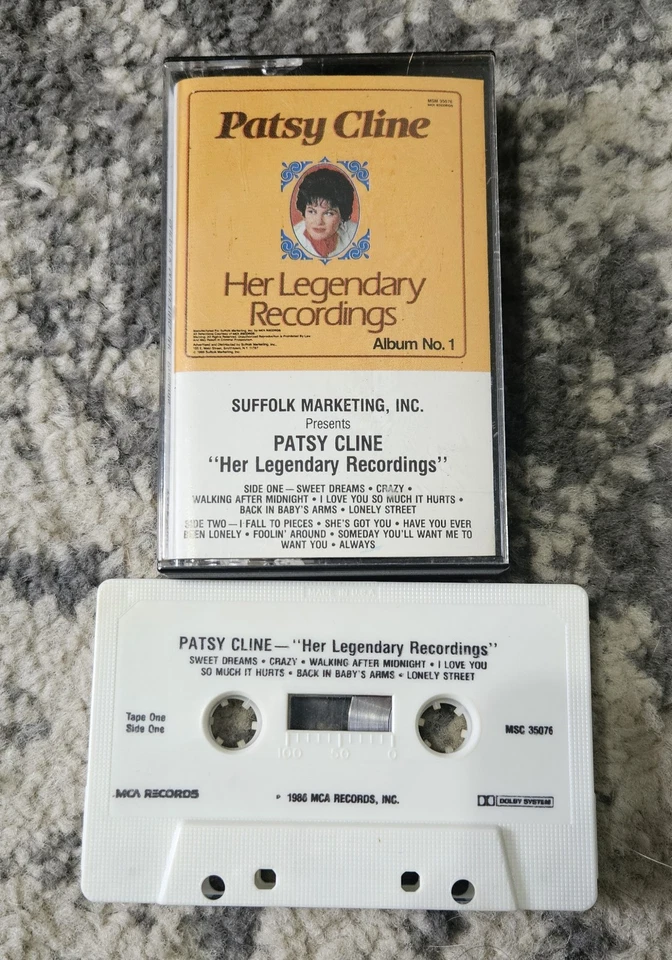 Patsy Cline
Her Legendary
Recordings
Album No. 1
SUFFOLK MARKETING, INC.
Presents
PATSY CLINE
"Her Legendary Recordings"
SIDE ONE — SWEET DREAMS • CRAZY •
WALKING AFTER MIDNIGHT • I LOVE YOU SO MUCH IT HURTS •
BACK IN BABY'S ARMS • LONELY STREET
SIDE TWO — I FALL TO PIECES • SHE'S GOT YOU • HAVE YOU EVER
BEEN LONELY • FOOLIN' AROUND • SOMEDAY YOU'LL WANT ME TO
WANT YOU • ALWAYS
PATSY CLINE — "Her Legendary Recordings"
SWEET DREAMS • CRAZY • WALKING AFTER MIDNIGHT • I LOVE YOU
SO MUCH IT HURTS • BACK IN BABY'S ARMS • LONELY STREET
Tape One
Side One
MSC 35076
100 50 0
MCA RECORDS
℗ 1986 MCA RECORDS, INC.
DOLBY SYSTEM